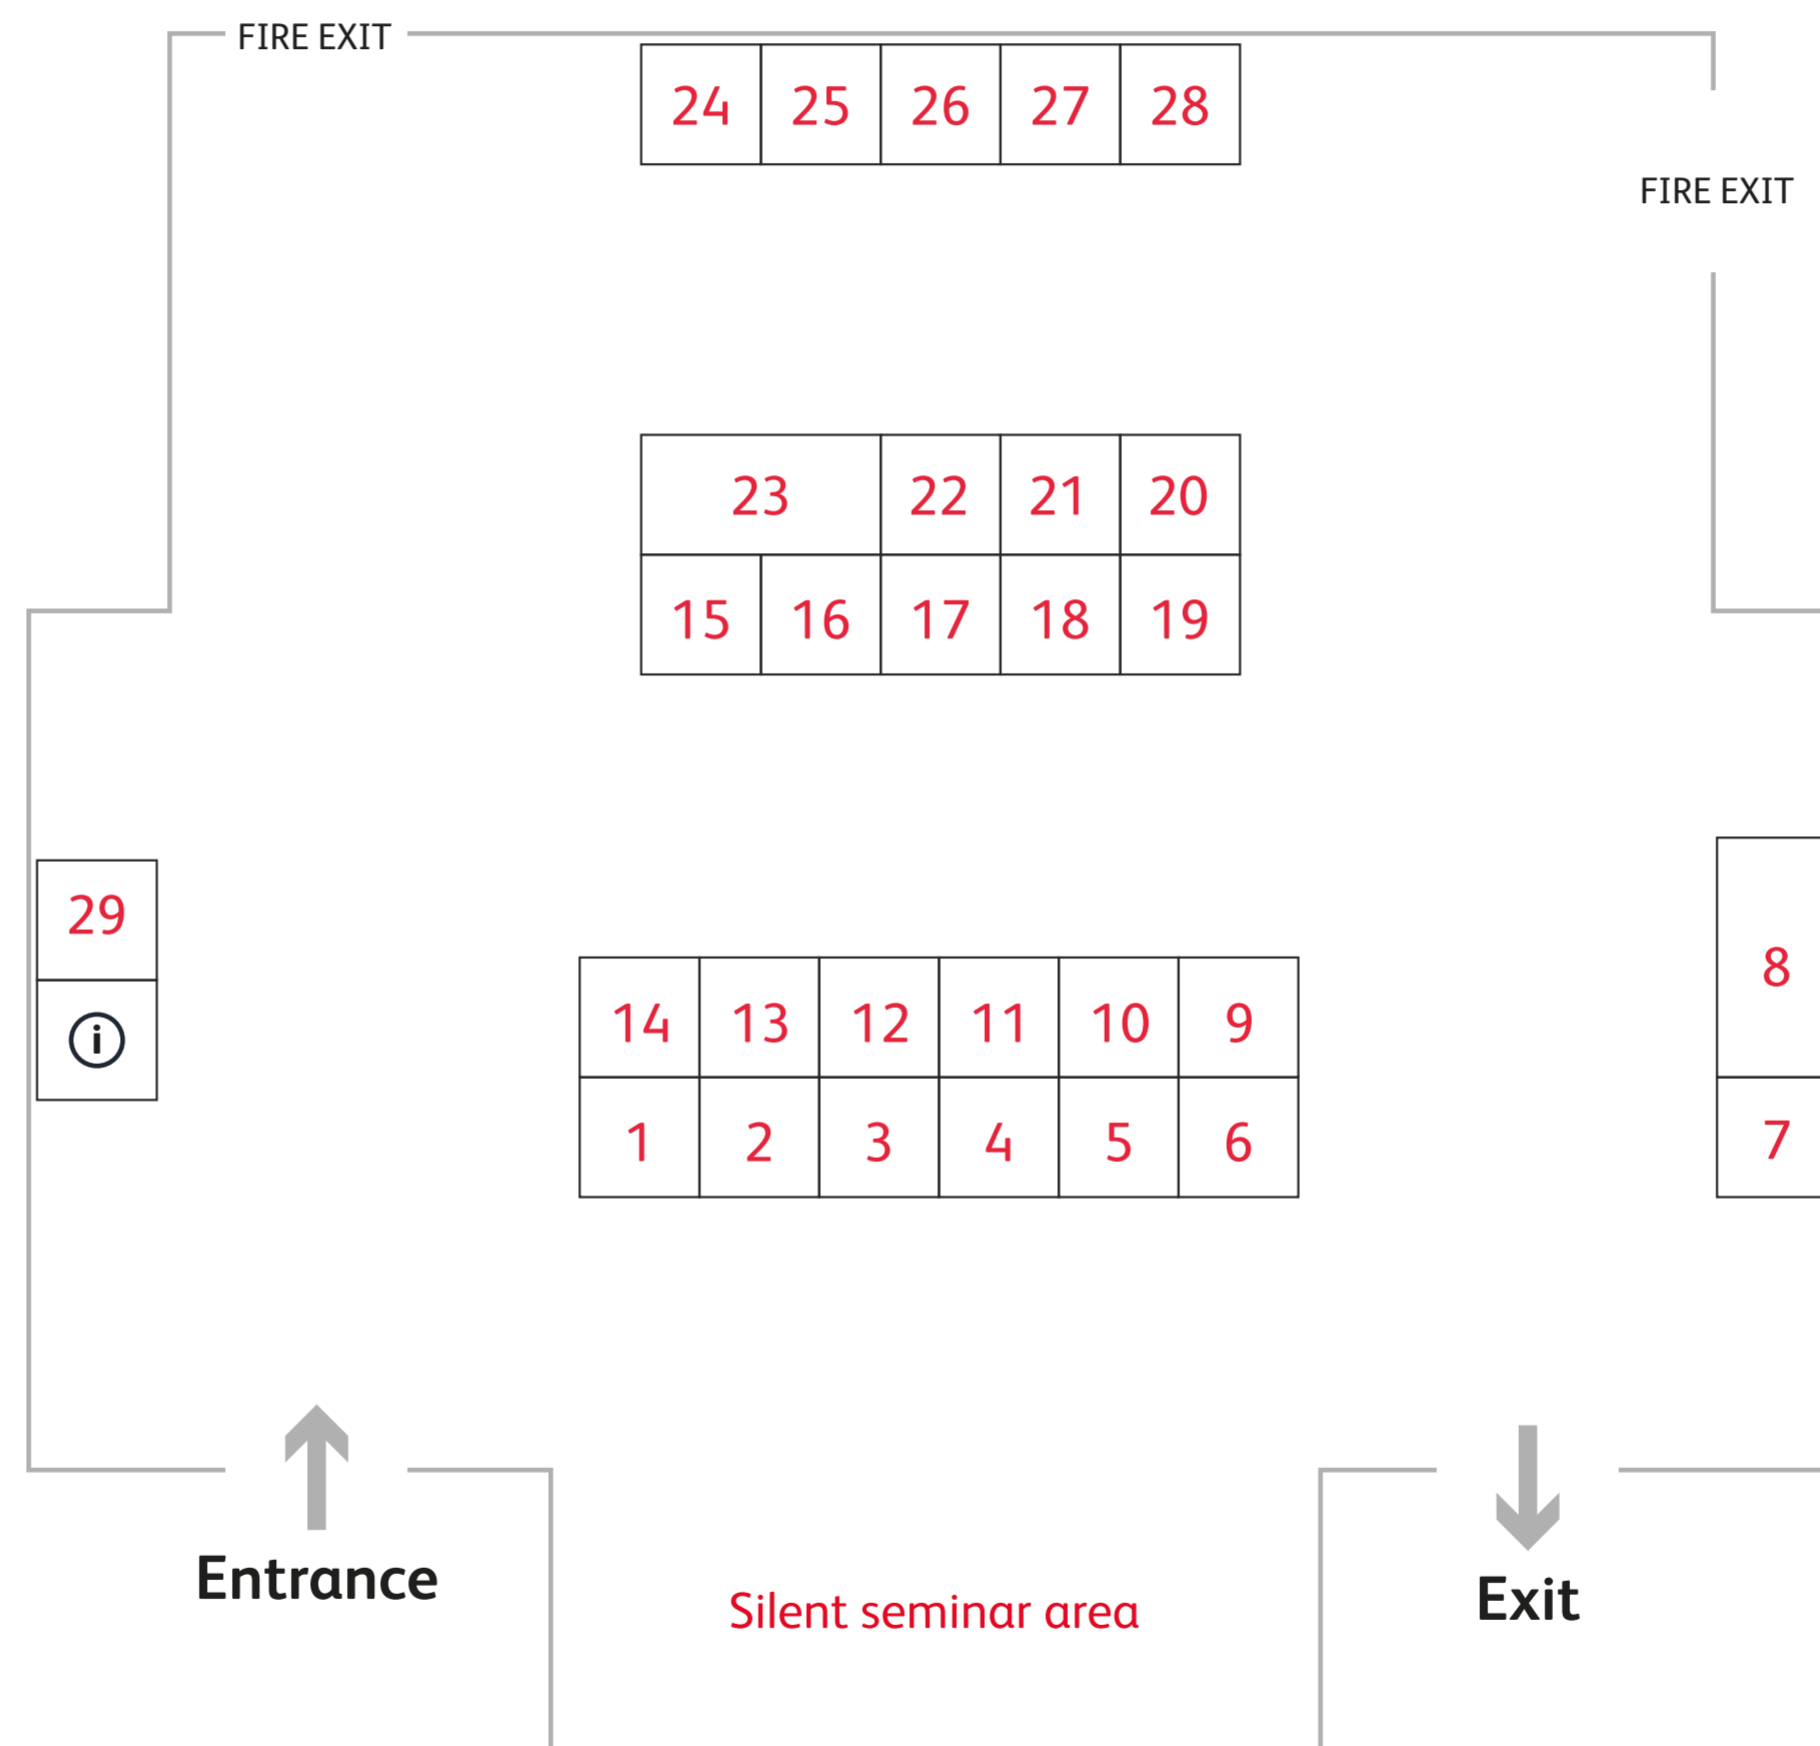 FIRE EXIT
24 25 26 27 28
FIRE EXIT
23 22 21 20
15 16 17 18 19
29
8
14 13 12 11 10 9
i
1 2 3 4 5 6
7
Entrance
Exit
Silent seminar area